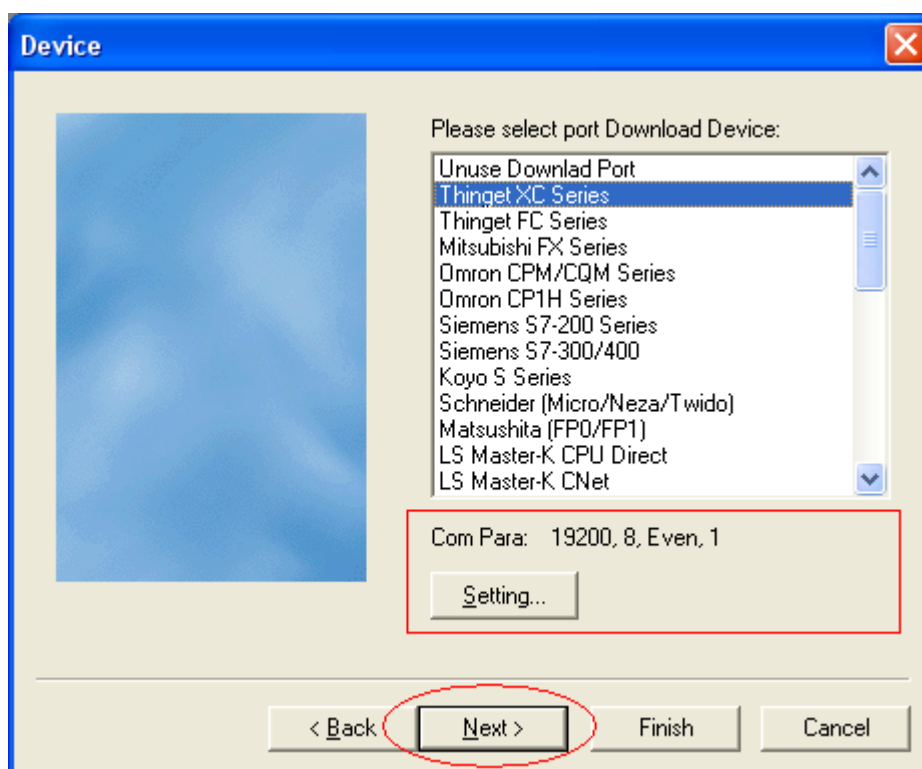 Device
Please select port Download Device:
Unuse Downlad Port
Thinget XC Series
Thinget FC Series
Mitsubishi FX Series
Omron CPM/CQM Series
Omron CP1H Series
Siemens S7-200 Series
Siemens S7-300/400
Koyo S Series
Schneider (Micro/Neza/Twido)
Matsushita (FP0/FP1)
LS Master-K CPU Direct
LS Master-K CNet
Com Para: 19200, 8, Even, 1
Setting...
< Back Next > Finish Cancel